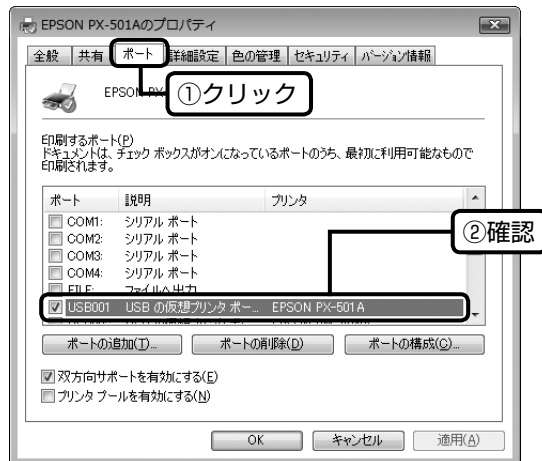 EPSON PX-501Aのプロパティ
全般 共有 ポート 詳細設定 色の管理 セキュリティ バージョン情報
①クリック
EPSON PX
印刷するポート(P)
ドキュメントは、チェック ボックスがオンになっているポートのうち、最初に利用可能なもので
印刷されます。
ポート 説明 プリンタ
COM1: シリアル ポート
COM2: シリアル ポート
②確認
COM3: シリアル ポート
COM4: シリアル ポート
FILE: ファイルへ出力
USB001 USB の仮想プリンタ ポー... EPSON PX-501A
ポートの追加(T)... ポートの削除(D) ポートの構成(C)...
双方向サポートを有効にする(E)
プリンタ プールを有効にする(N)
OK キャンセル 適用(A)